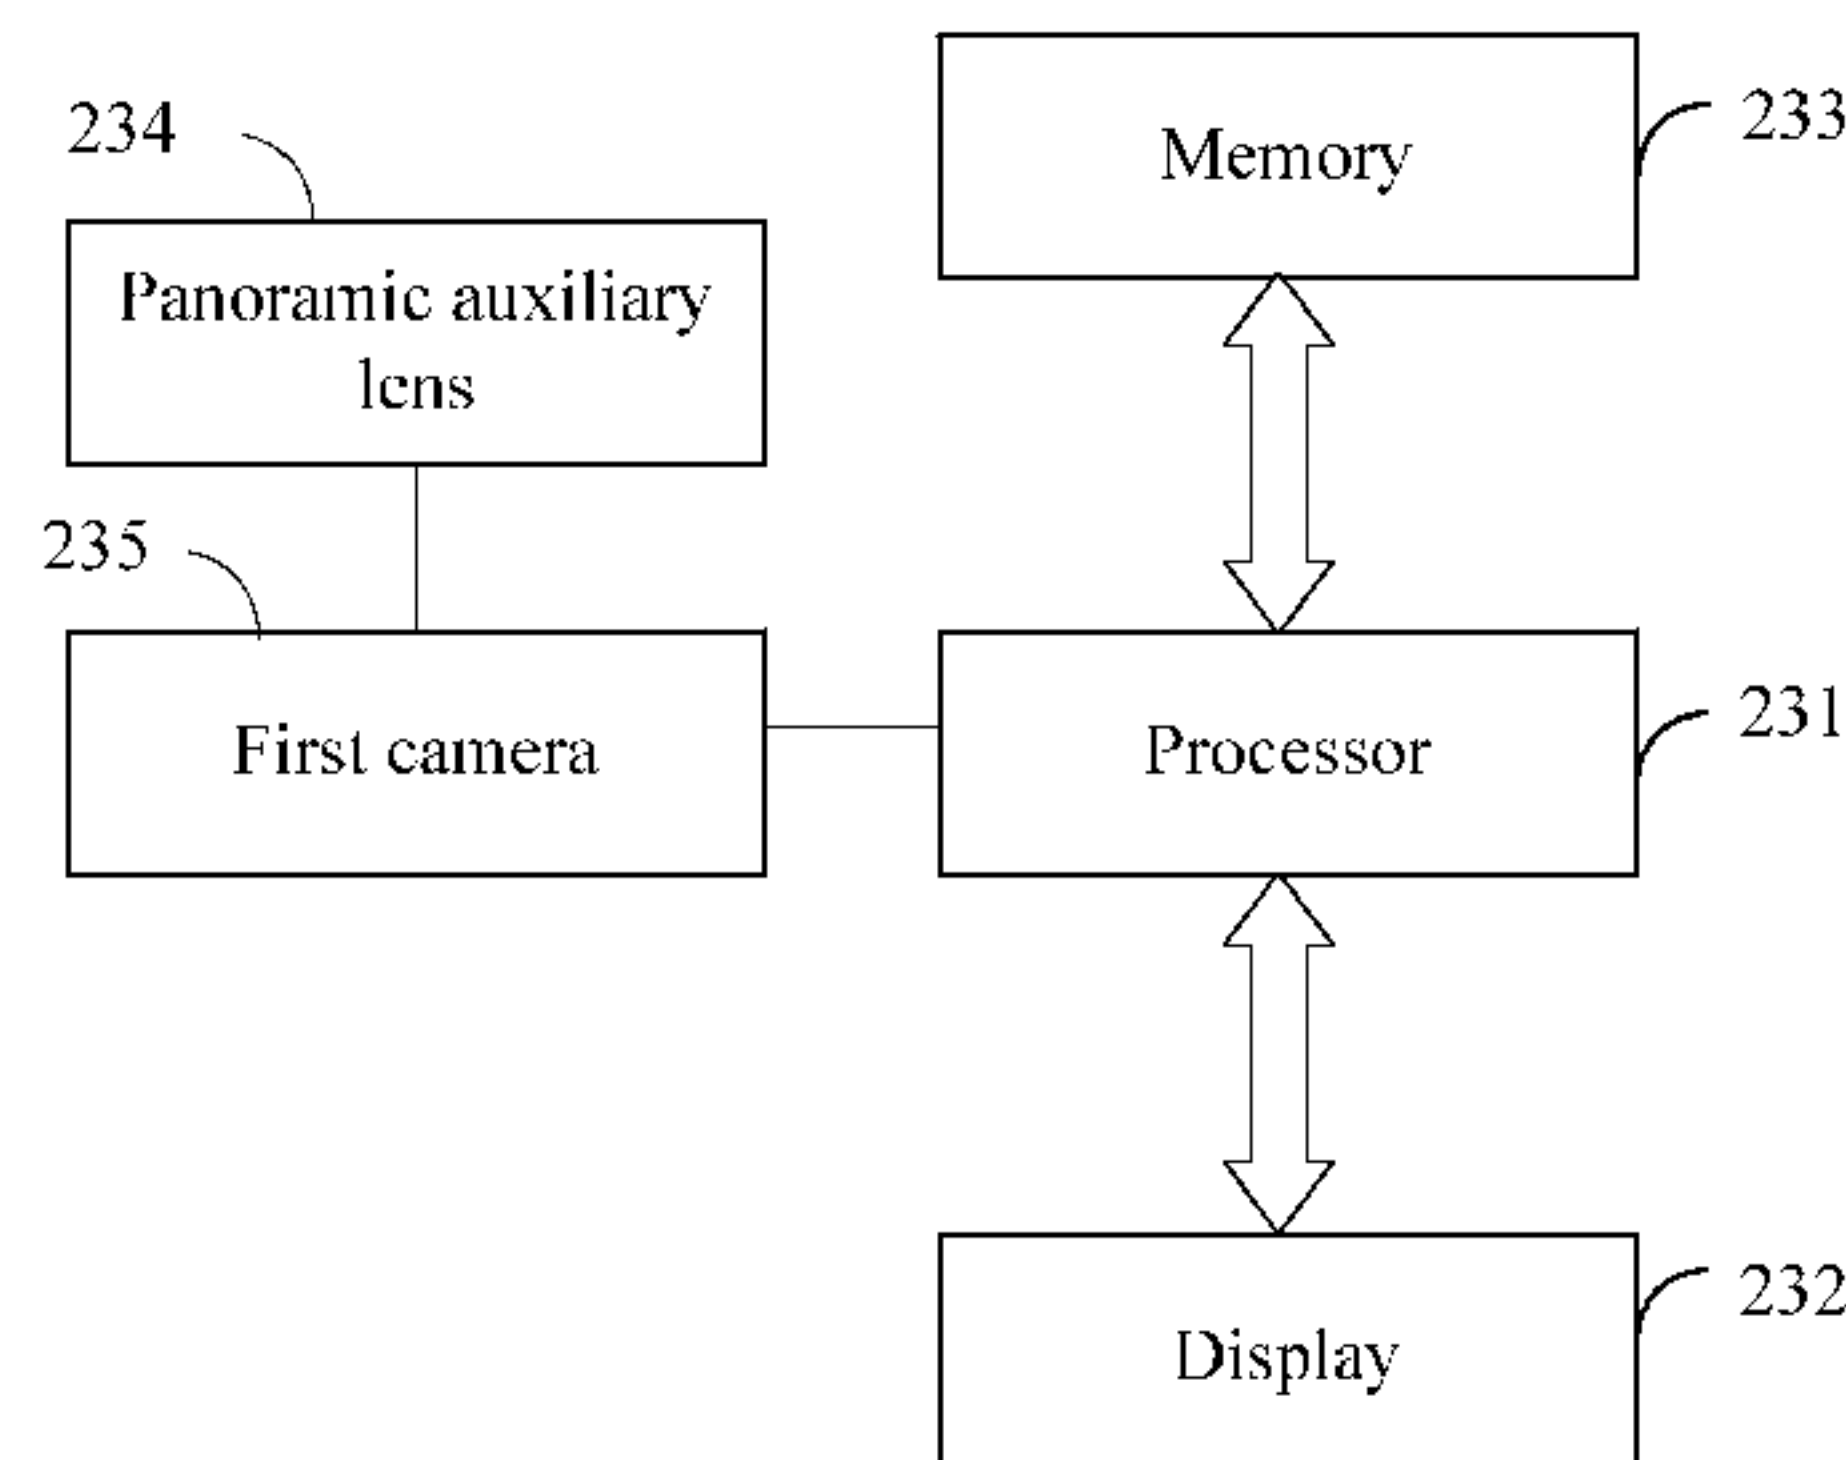 233
Memory
234
Panoramic auxiliary
lens
235
First camera
Processor
231
232
Display